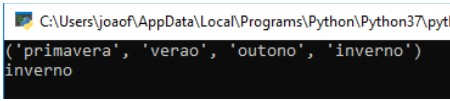 C:\Users\joaof\AppData\Local\Programs\Python\Python37\pyt
('primavera', 'verao', 'outono', 'inverno')
inverno